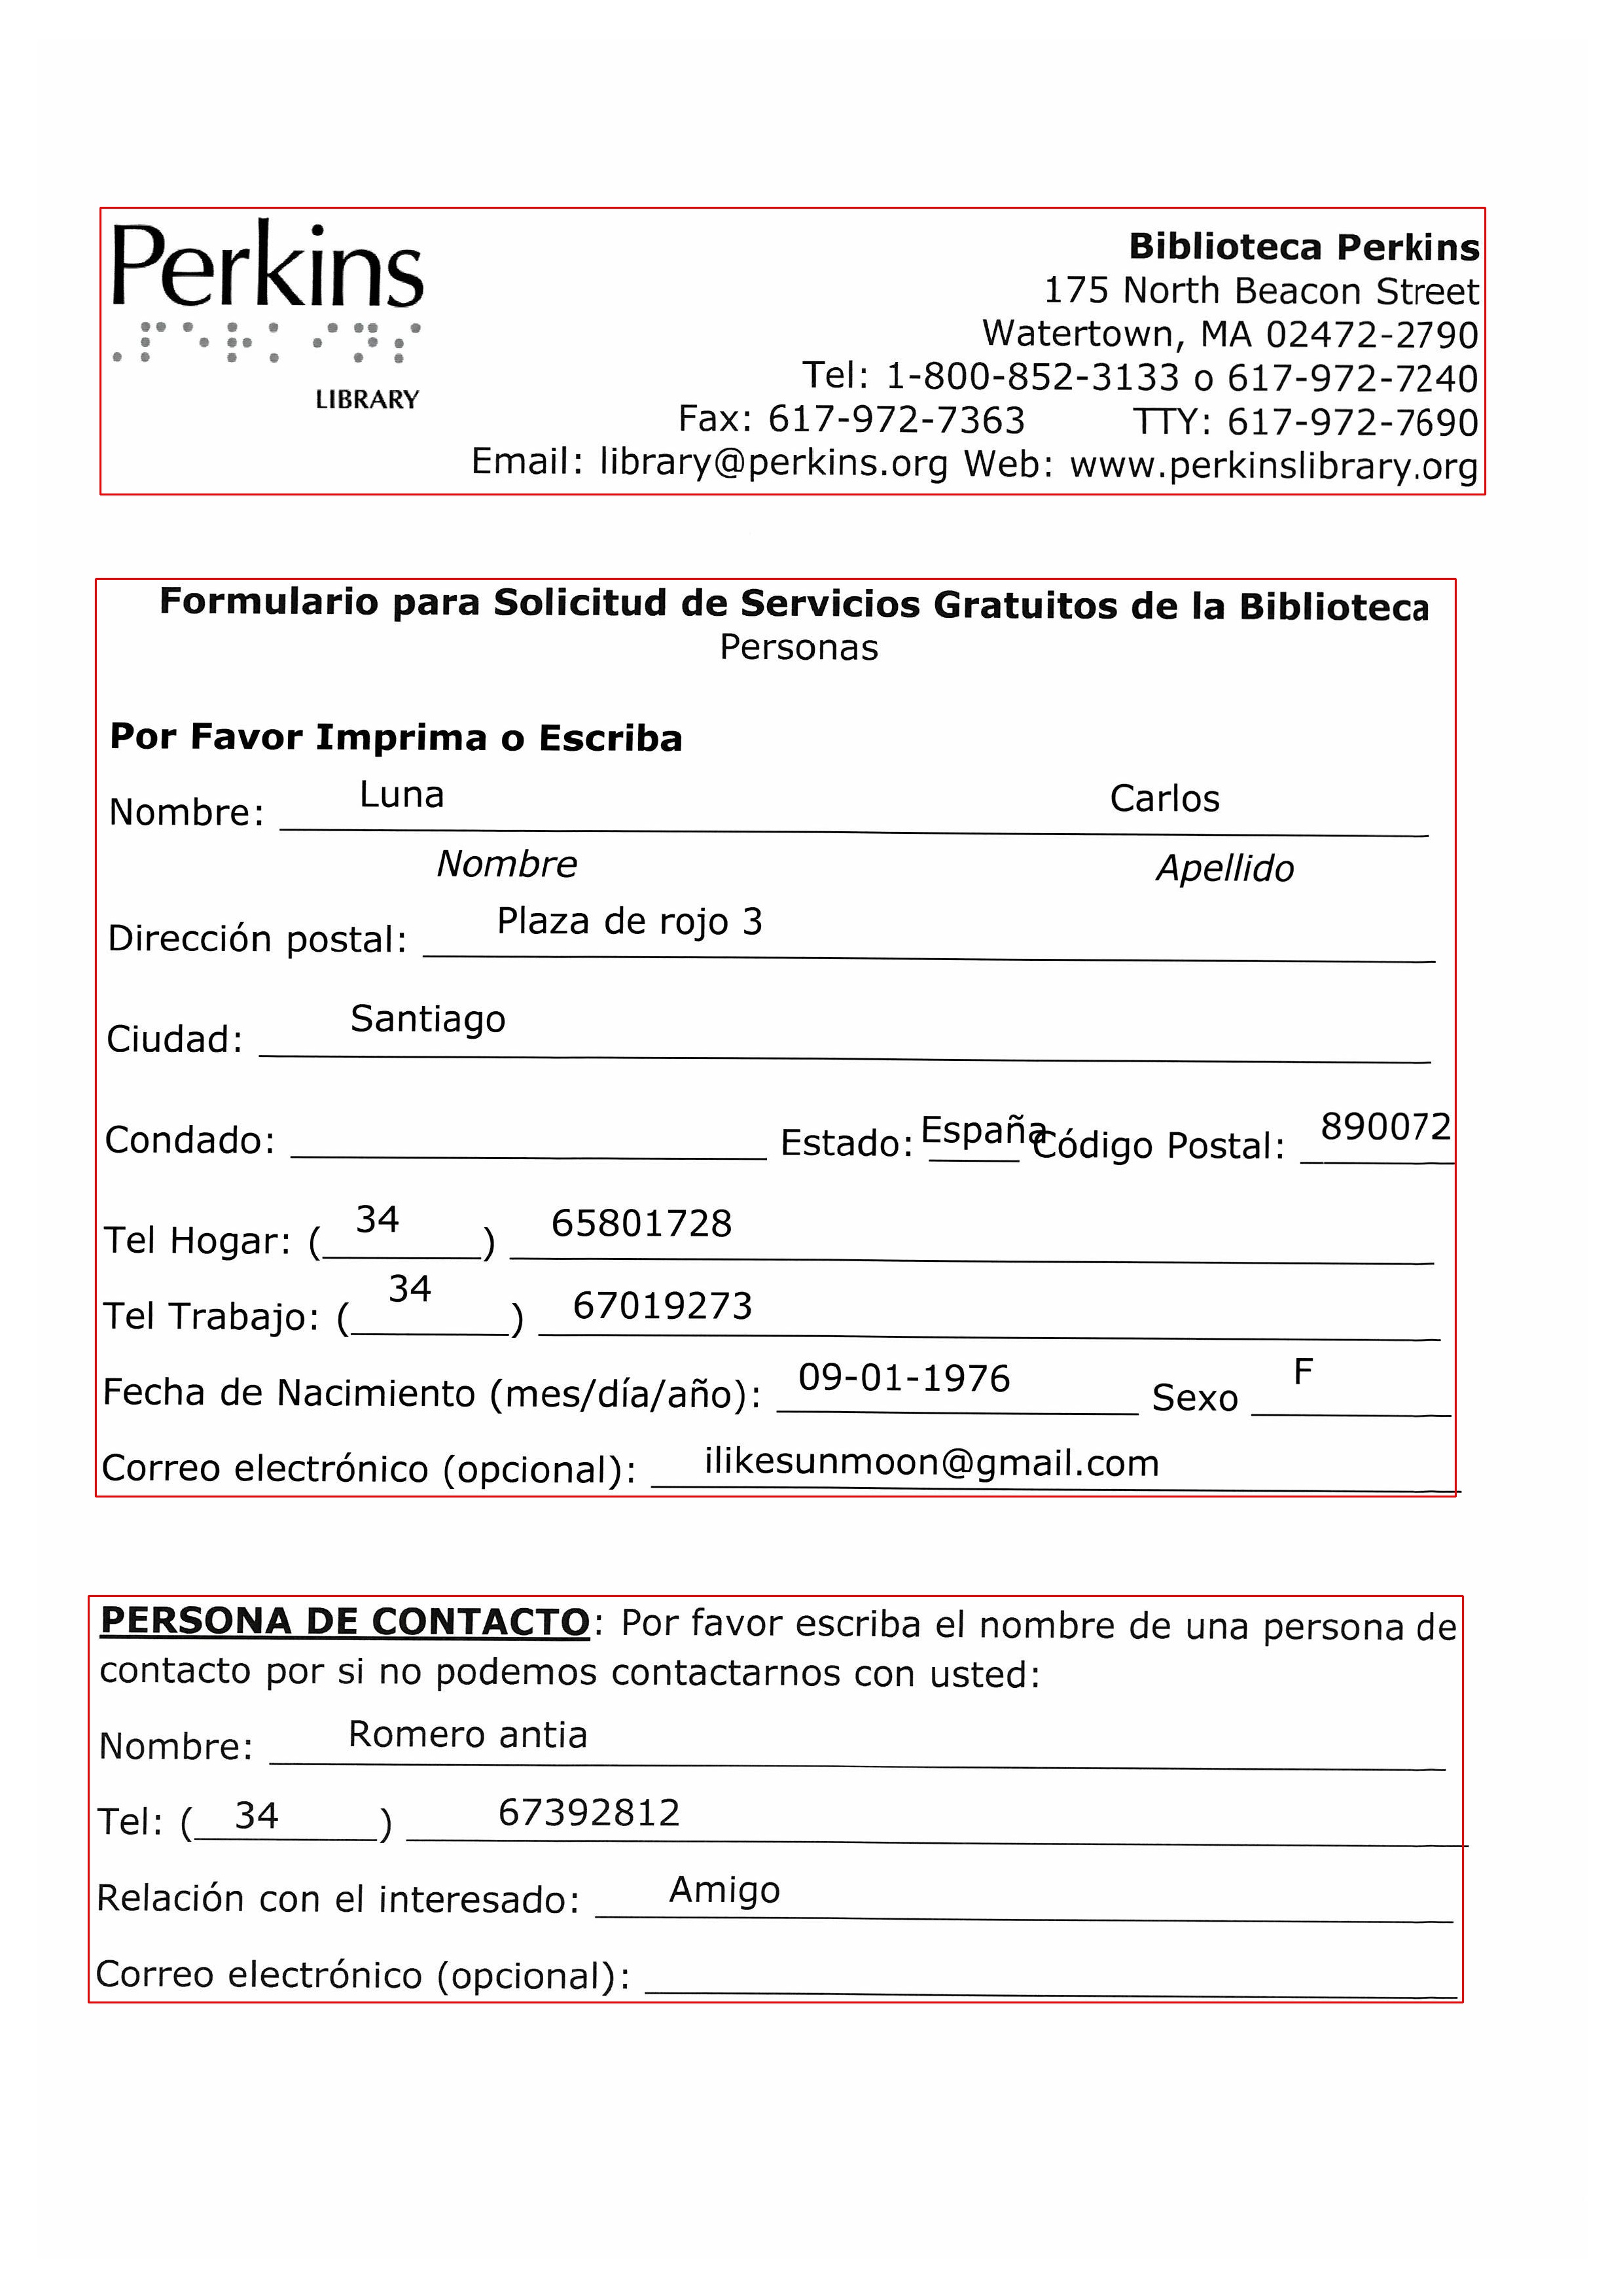 Perkins
LIBRARY
Biblioteca Perkins
175 North Beacon Street
Watertown, MA 02472-2790
Tel: 1-800-852-3133 o 617-972-7240
Fax: 617-972-7363 TTY: 617-972-7690
Email: library@perkins.org Web: www.perkinslibrary.org
Formulario para Solicitud de Servicios Gratuitos de la Biblioteca
Personas
Por Favor Imprima o Escriba
Nombre: Luna Carlos
Nombre Apellido
Dirección postal: Plaza de rojo 3
Ciudad: Santiago
Condado: Estado: España Código Postal: 890072
Tel Hogar: (34) 65801728
Tel Trabajo: (34) 67019273
Fecha de Nacimiento (mes/día/año): 09-01-1976 Sexo F
Correo electrónico (opcional): ilikesunmoon@gmail.com
PERSONA DE CONTACTO: Por favor escriba el nombre de una persona de
contacto por si no podemos contactarnos con usted:
Nombre: Romero antia
Tel: (34) 67392812
Relación con el interesado: Amigo
Correo electrónico (opcional):